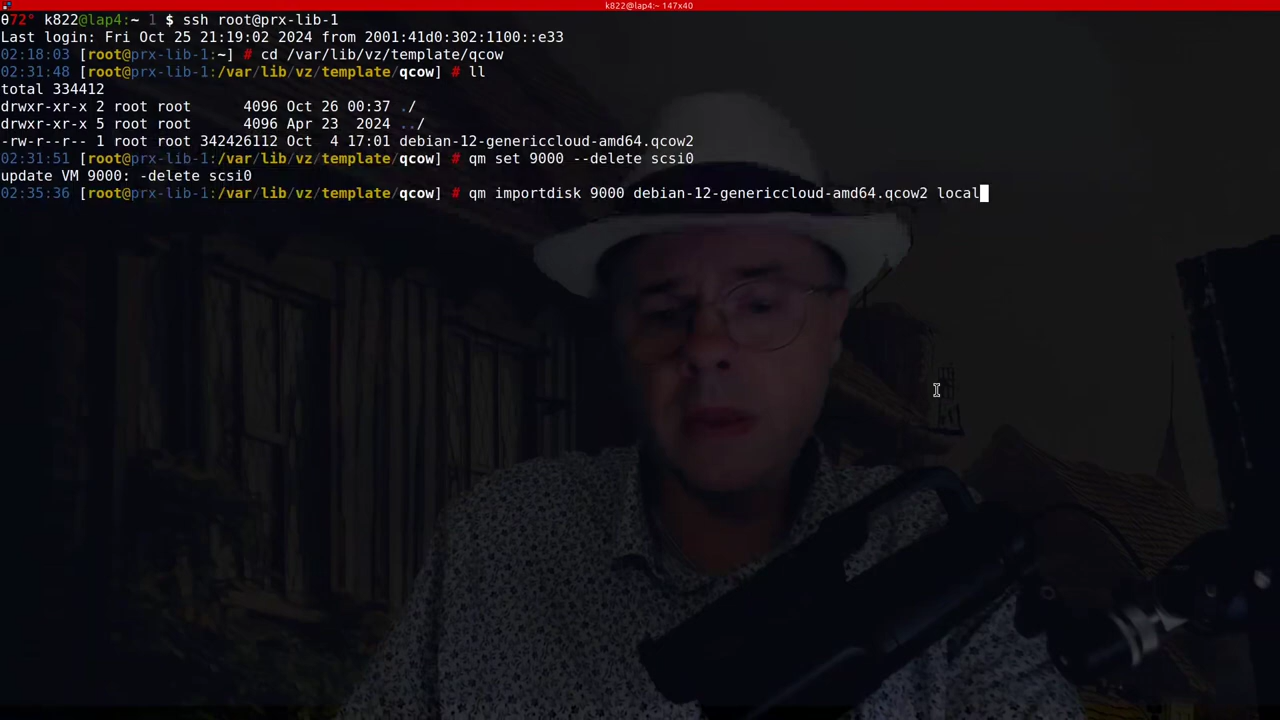 k822@lap4:~ 147x40
θ72° k822@lap4:~ 1 $ ssh root@prx-lib-1
Last login: Fri Oct 25 21:19:02 2024 from 2001:41d0:302:1100::e33
02:18:03 [root@prx-lib-1:~] # cd /var/lib/vz/template/qcow
02:31:48 [root@prx-lib-1:/var/lib/vz/template/qcow] # ll
total 334412
drwxr-xr-x 2 root root      4096 Oct 26 00:37 ./
drwxr-xr-x 5 root root      4096 Apr 23  2024 ../
-rw-r--r-- 1 root root 342426112 Oct  4 17:01 debian-12-genericcloud-amd64.qcow2
02:31:51 [root@prx-lib-1:/var/lib/vz/template/qcow] # qm set 9000 --delete scsi0
update VM 9000: -delete scsi0
02:35:36 [root@prx-lib-1:/var/lib/vz/template/qcow] # qm importdisk 9000 debian-12-genericcloud-amd64.qcow2 local